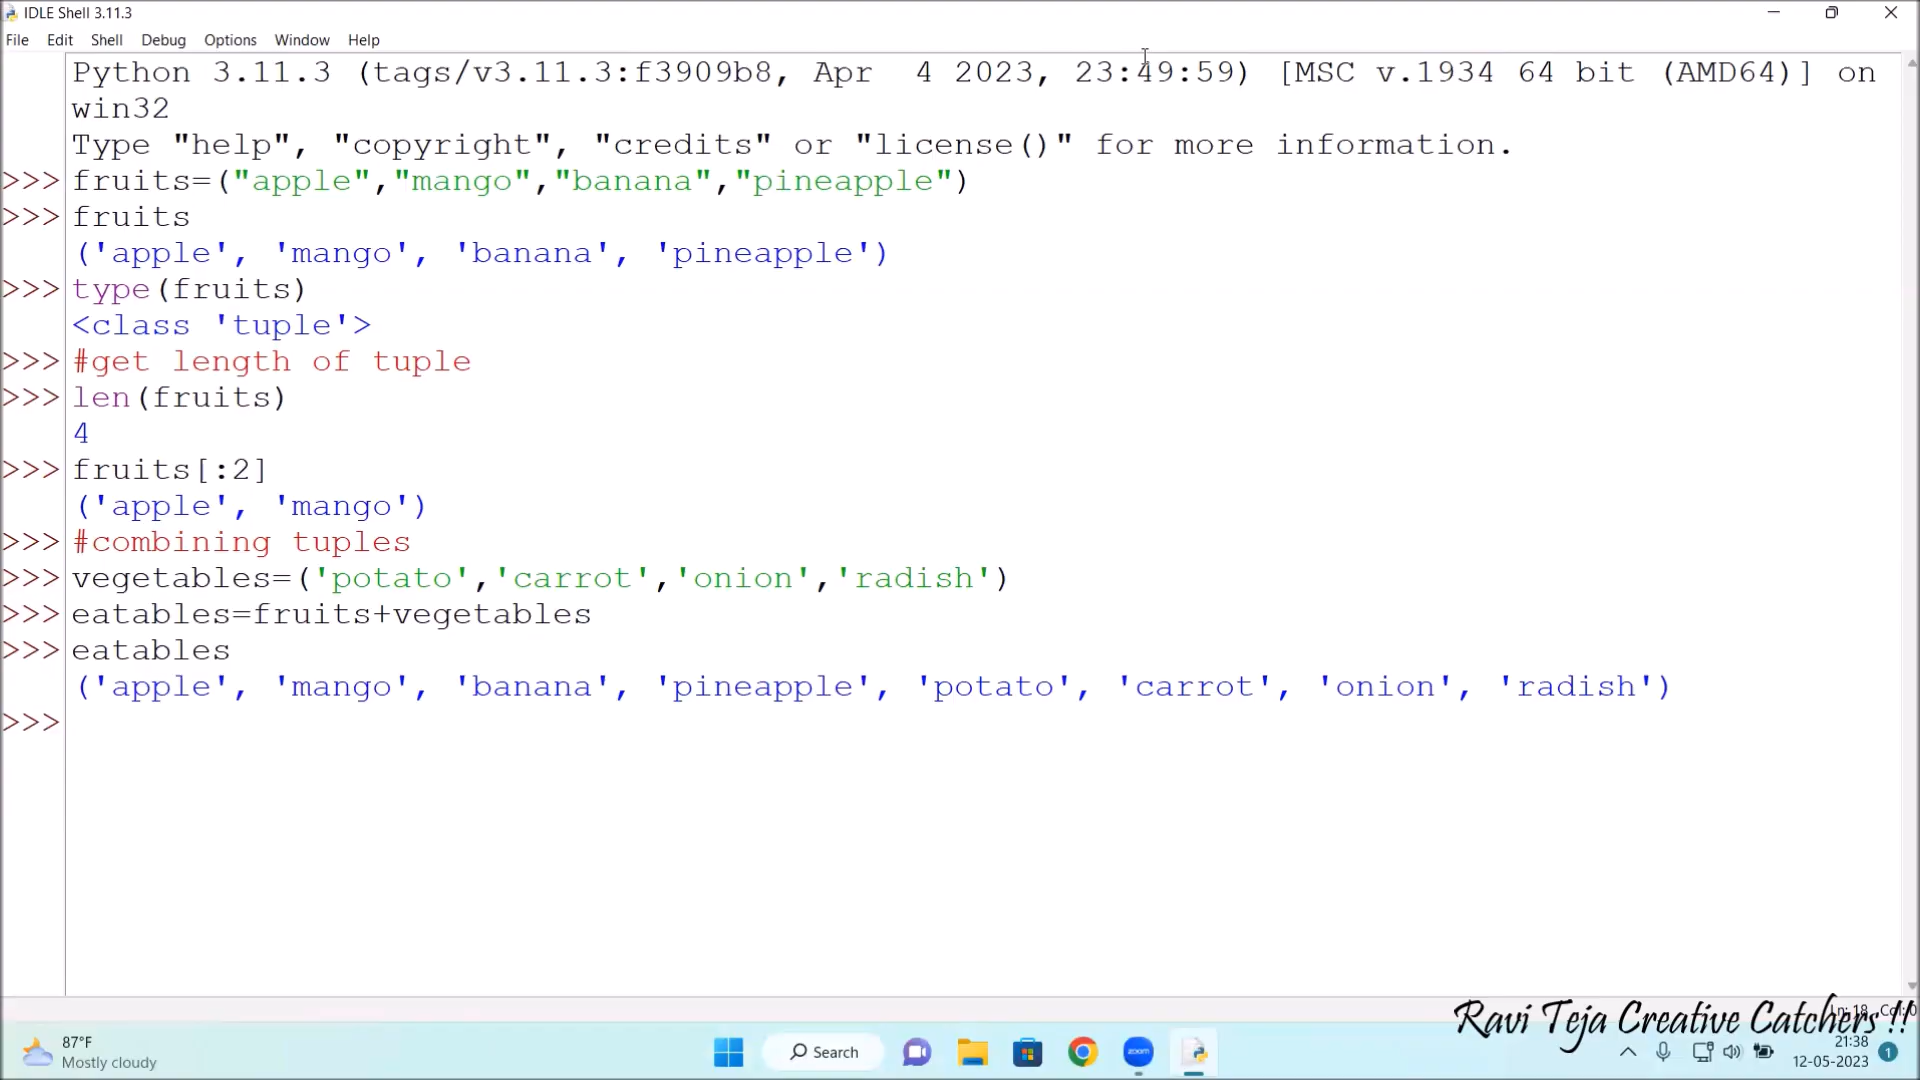 IDLE Shell 3.11.3
File Edit Shell Debug Options Window Help
Python 3.11.3 (tags/v3.11.3:f3909b8, Apr  4 2023, 23:49:59) [MSC v.1934 64 bit (AMD64)] on
win32
Type "help", "copyright", "credits" or "license()" for more information.
>>> fruits=("apple","mango","banana","pineapple")
>>> fruits
('apple', 'mango', 'banana', 'pineapple')
>>> type(fruits)
<class 'tuple'>
>>> #get length of tuple
>>> len(fruits)
4
>>> fruits[:2]
('apple', 'mango')
>>> #combining tuples
>>> vegetables=('potato','carrot','onion','radish')
>>> eatables=fruits+vegetables
>>> eatables
('apple', 'mango', 'banana', 'pineapple', 'potato', 'carrot', 'onion', 'radish')
>>>
Ravi Teja Creative Catchers !!
87°F
Mostly cloudy
Search
zoom
21:38
12-05-2023
1